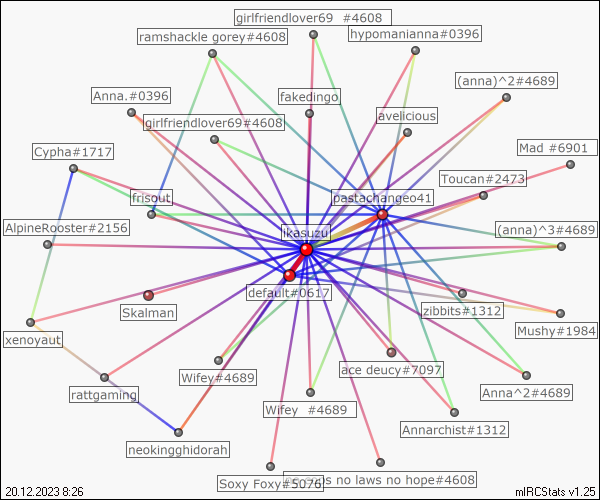 girlfriendlover69 #4608
ramshackle gorey#4608
hypomanianna#0396
(anna)^2#4689
Anna.#0396
fakedingo
avelicious
girlfriendlover69#4608
Mad #6901
Cypha#1717
Toucan#2473
frisout
pastachangeo41
AlpineRooster#2156
likasuzu
(anna)^3#4689
default#0617
Skalman
zibbits#1312
Mushy#1984
xenoyaut
ace deucy#7097
Wifey#4689
rattgaming
Anna^2#4689
Wifey #4689
Annarchist#1312
neokingghidorah
Soxy Foxy#5076
no laws no hope#4608
20.12.2023 8:26
mIRCStats v1.25